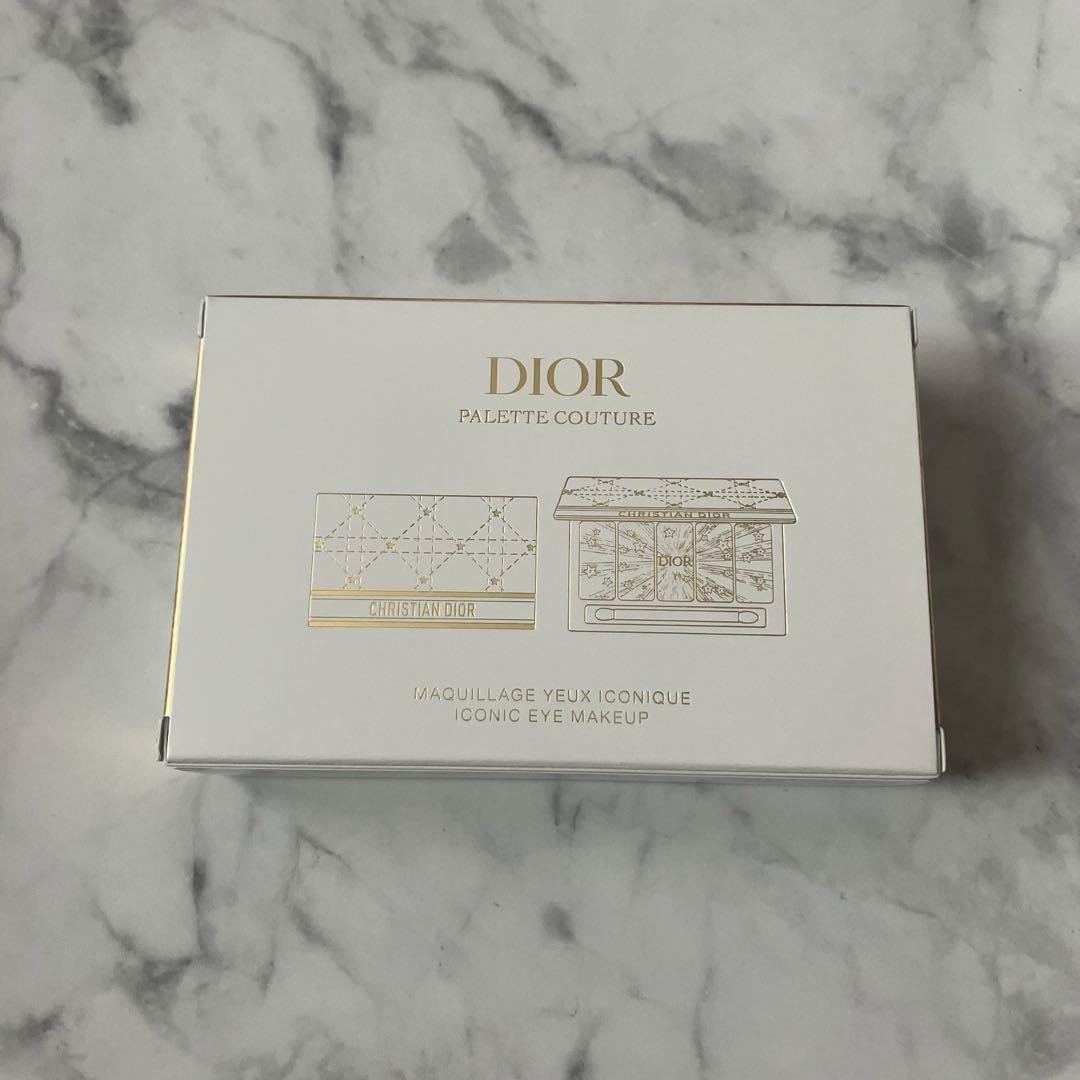 DIOR
PALETTE COUTURE
CHRISTIAN DIOR
DIOR
CHRISTIAN DIOR
MAQUILLAGE YEUX ICONIQUE
ICONIC EYE MAKEUP